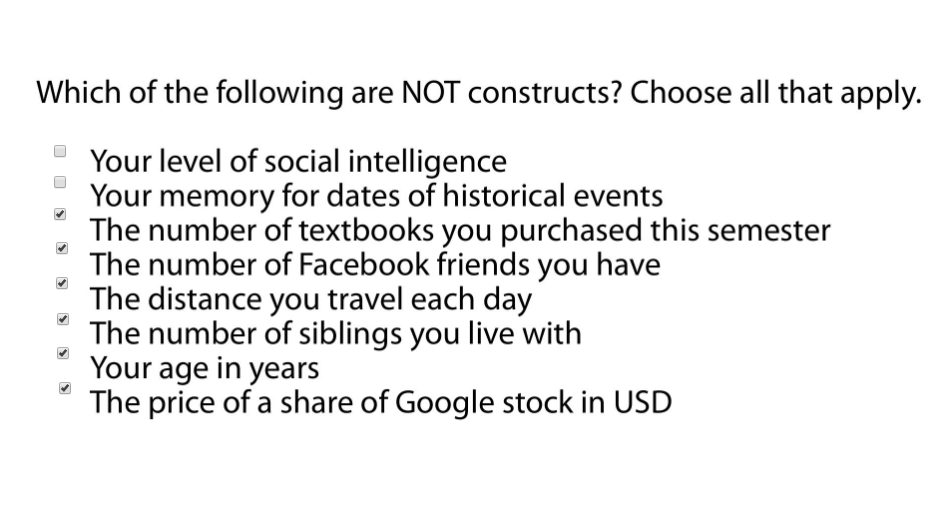 Which of the following are NOT constructs? Choose all that apply.
Your level of social intelligence
Your memory for dates of historical events
The number of textbooks you purchased this semester
The number of Facebook friends you have
The distance you travel each day
The number of siblings you live with
Your age in years
The price of a share of Google stock in USD